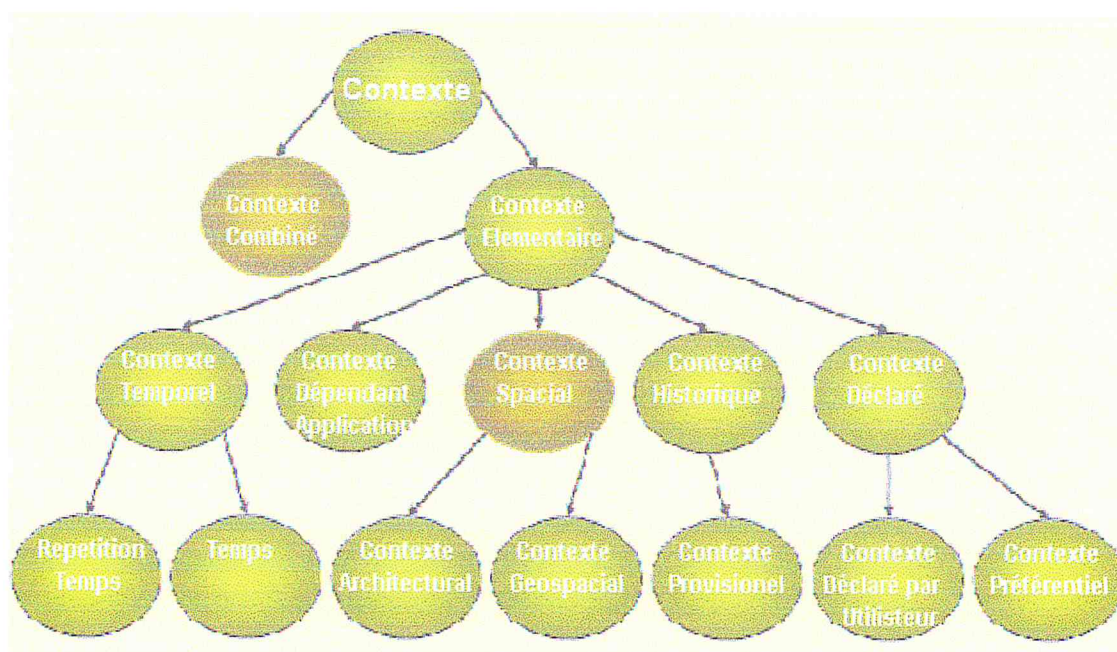 Contexte
Contexte
Combiné
Contexte
Elementaire
Contexte
Temporel
Contexte
Dépendant
Application
Contexte
Spacial
Contexte
Historique
Contexte
Déclaré
Repetition
Temps
Temps
Contexte
Architectural
Contexte
Geospacial
Contexte
Provisionel
Contexte
Déclaré par
Utilisteur
Contexte
Préférentiel